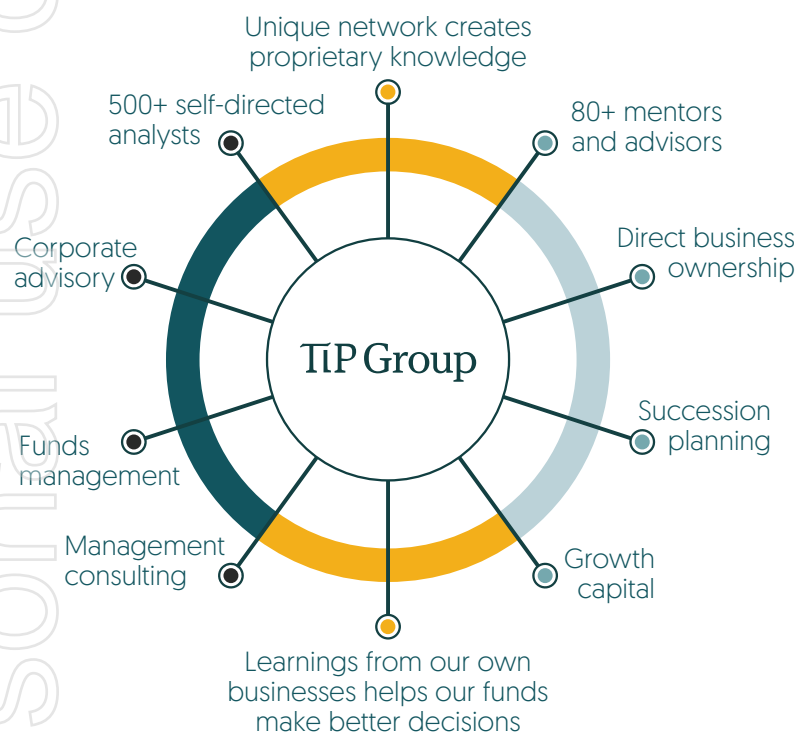 Unique network creates
proprietary knowledge
500+ self-directed
analysts
80+ mentors
and advisors
Corporate
advisory
Direct business
ownership
TiP Group
Funds
management
Succession
planning
Management
consulting
Growth
capital
Learnings from our own
businesses helps our funds
make better decisions
sonal use o